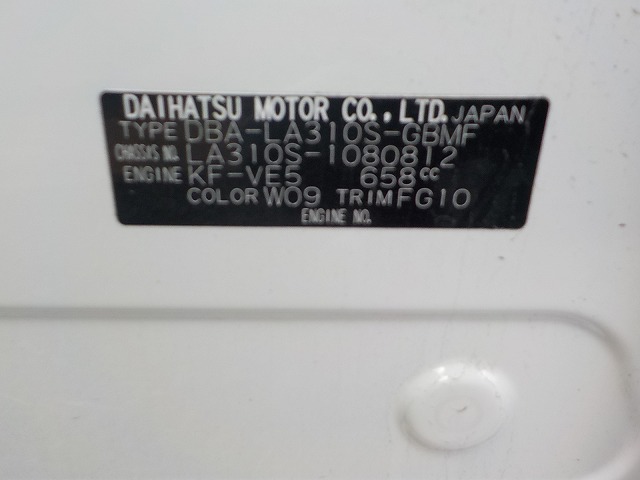 DAIHATSU MOTOR CO., LTD. JAPAN
TYPE DBA-LA310S-GBMF
CHASSIS NO. LA310S-1080812
ENGINE KF-VE5 658cc
COLOR W09 TRIM FG10
ENGINE NO.